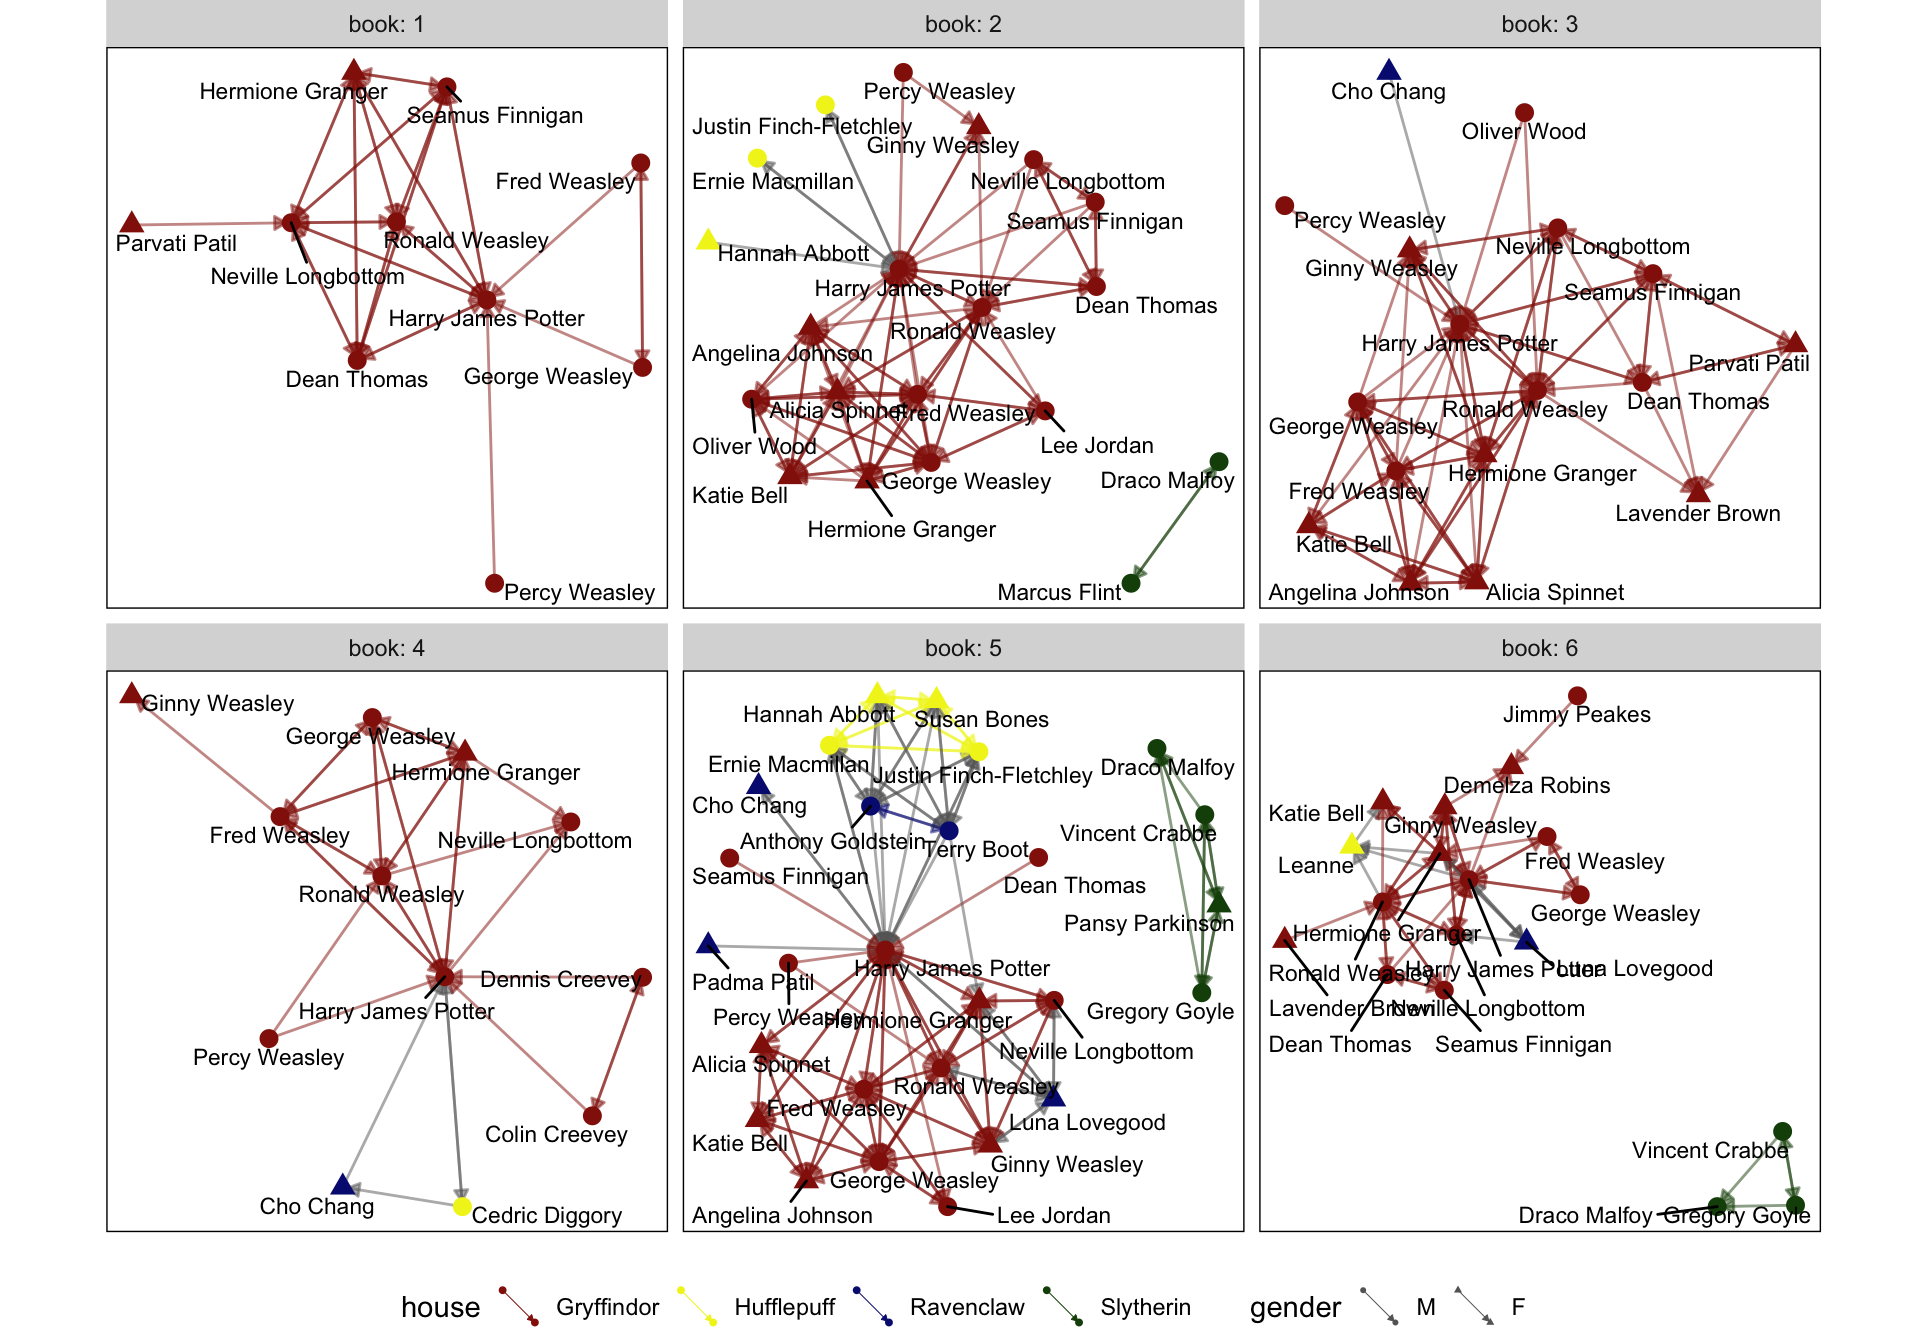 book: 1
Hermione Granger
Seamus Finnigan
Fred Weasley
Parvati Patil
Ronald Weasley
Neville Longbottom
Harry James Potter
Dean Thomas
George Weasley
Percy Weasley
book: 2
Percy Weasley
Justin Finch-Fletchley
Ginny Weasley
Ernie Macmillan
Neville Longbottom
Seamus Finnigan
Hannah Abbott
Harry James Potter
Dean Thomas
Ronald Weasley
Angelina Johnson
Alicia Spinnet
Fred Weasley
Oliver Wood
Lee Jordan
Katie Bell
George Weasley
Draco Malfoy
Hermione Granger
Marcus Flint
book: 3
Cho Chang
Oliver Wood
Percy Weasley
Neville Longbottom
Ginny Weasley
Seamus Finnigan
Harry James Potter
Parvati Patil
Ronald Weasley
Dean Thomas
George Weasley
Hermione Granger
Fred Weasley
Lavender Brown
Katie Bell
Angelina Johnson
Alicia Spinnet
book: 4
Ginny Weasley
George Weasley
Hermione Granger
Fred Weasley
Neville Longbottom
Ronald Weasley
Dennis Creevey
Harry James Potter
Percy Weasley
Colin Creevey
Cho Chang
Cedric Diggory
book: 5
Hannah Abbott
Susan Bones
Ernie Macmillan
Justin Finch-Fletchley
Draco Malfoy
Cho Chang
Vincent Crabbe
Anthony Goldstein
Terry Boot
Seamus Finnigan
Dean Thomas
Pansy Parkinson
Harry James Potter
Padma Patil
Percy Weasley
Hermione Granger
Gregory Goyle
Neville Longbottom
Alicia Spinnet
Ronald Weasley
Fred Weasley
Luna Lovegood
Katie Bell
Ginny Weasley
George Weasley
Angelina Johnson
Lee Jordan
book: 6
Jimmy Peakes
Demelza Robins
Katie Bell
Ginny Weasley
Leanne
Fred Weasley
George Weasley
Hermione Granger
Ronald Weasley
Harry James Potter
Luna Lovegood
Lavender Brown
Neville Longbottom
Dean Thomas
Seamus Finnigan
Vincent Crabbe
Draco Malfoy
Gregory Goyle
house
Gryffindor
Hufflepuff
Ravenclaw
Slytherin
gender
M
F